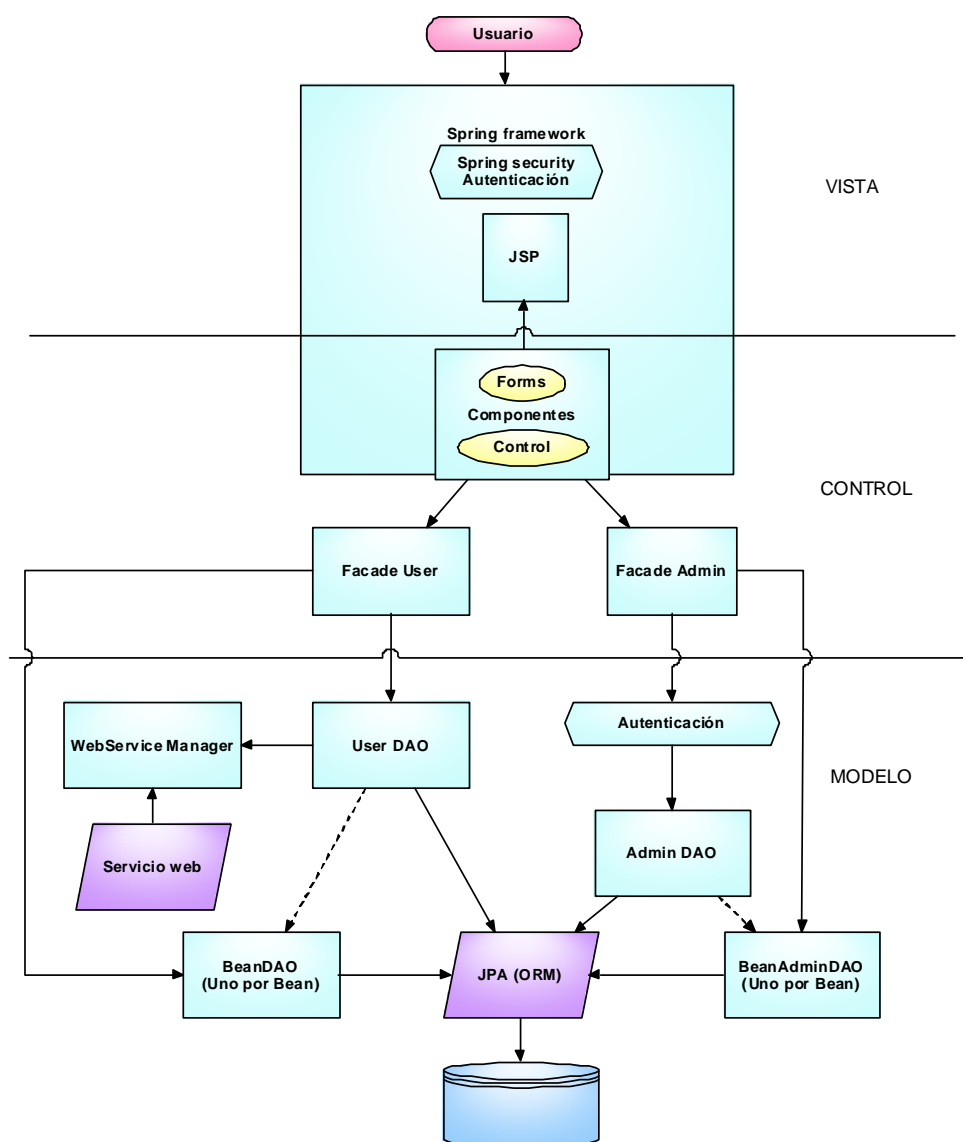 Usuario
Spring framework
Spring security
Autenticación
VISTA
JSP
Forms
Componentes
Control
CONTROL
Facade User
Facade Admin
WebService Manager
User DAO
Autenticación
MODELO
Servicio web
Admin DAO
BeanDAO
(Uno por Bean)
JPA (ORM)
BeanAdminDAO
(Uno por Bean)